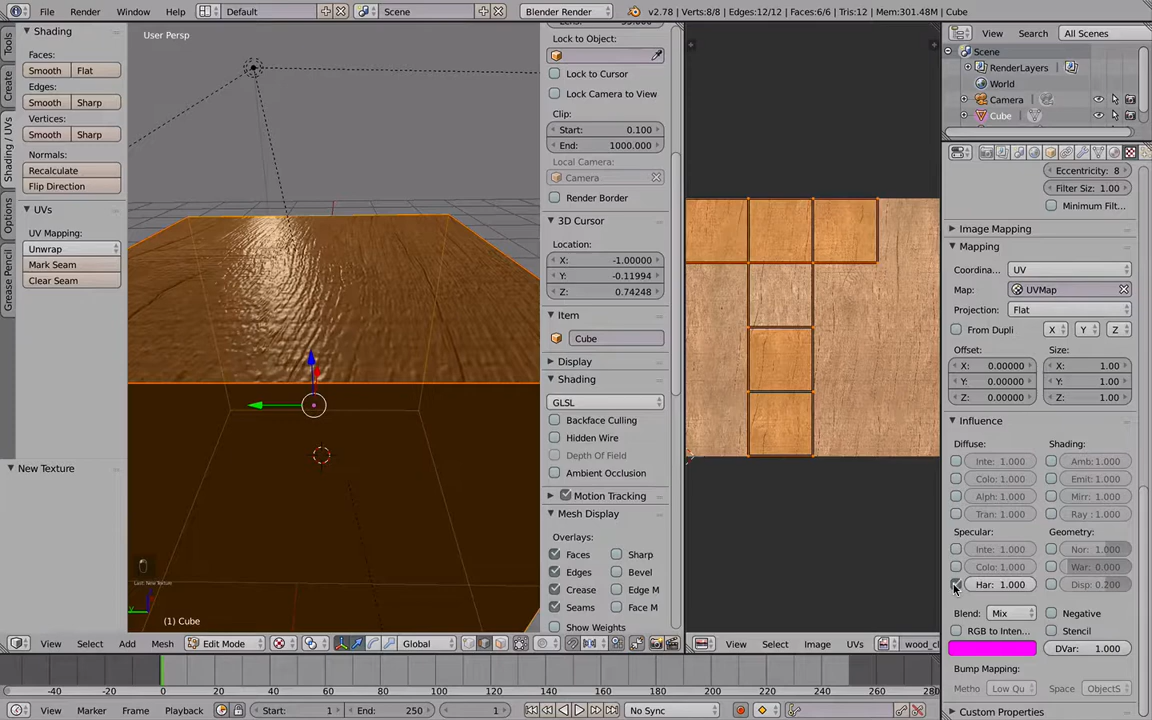 File Render Window Help Default Scene Blender Render v2.78 | Verts:8/8 | Edges:12/12 | Faces:6/6 | Tris:12 | Mem:301.48M | Cube
Tools
Create
Shading / UVs
Options
Grease Pencil
Shading
Faces:
Smooth Flat
Edges:
Smooth Sharp
Vertices:
Smooth Sharp
Normals:
Recalculate
Flip Direction
UVs
UV Mapping:
Unwrap
Mark Seam
Clear Seam
New Texture
User Persp
Last: New Texture
y
(1) Cube
Lock to Object:
Lock to Cursor
Lock Camera to View
Clip:
Start: 0.100
End: 1000.000
Local Camera:
Camera
Render Border
3D Cursor
Location:
X: -1.00000
Y: -0.11994
Z: 0.74248
Item
Cube
Display
Shading
GLSL
Backface Culling
Hidden Wire
Depth Of Field
Ambient Occlusion
Motion Tracking
Mesh Display
Overlays:
Faces Sharp
Edges Bevel
Crease Edge M
Seams Face M
Show Weights
View Search All Scenes
Scene
RenderLayers
World
Camera
Cube
Eccentricity: 8
Filter Size: 1.00
Minimum Filt...
Image Mapping
Mapping
Coordina... UV
Map: UVMap
Projection: Flat
From Dupli X Y Z
Offset: Size:
X: 0.00000 X: 1.00
Y: 0.00000 Y: 1.00
Z: 0.00000 Z: 1.00
Influence
Diffuse: Shading:
Inte: 1.000 Amb: 1.000
Colo: 1.000 Emit: 1.000
Alph: 1.000 Mirr: 1.000
Tran: 1.000 Ray : 1.000
Specular: Geometry:
Inte: 1.000 Nor: 1.000
Colo: 1.000 War: 0.000
Har: 1.000 Disp: 0.200
Blend: Mix Negative
RGB to Inten... Stencil
DVar: 1.000
Bump Mapping:
Metho Low Qu Space ObjectS
Custom Properties
View Select Add Mesh Edit Mode Global View Select Image UVs wood_cl
-40 -20 0 20 40 60 80 100 120 140 160 180 200 220 240 260 280
View Marker Frame Playback Start: 1 End: 250 1 No Sync